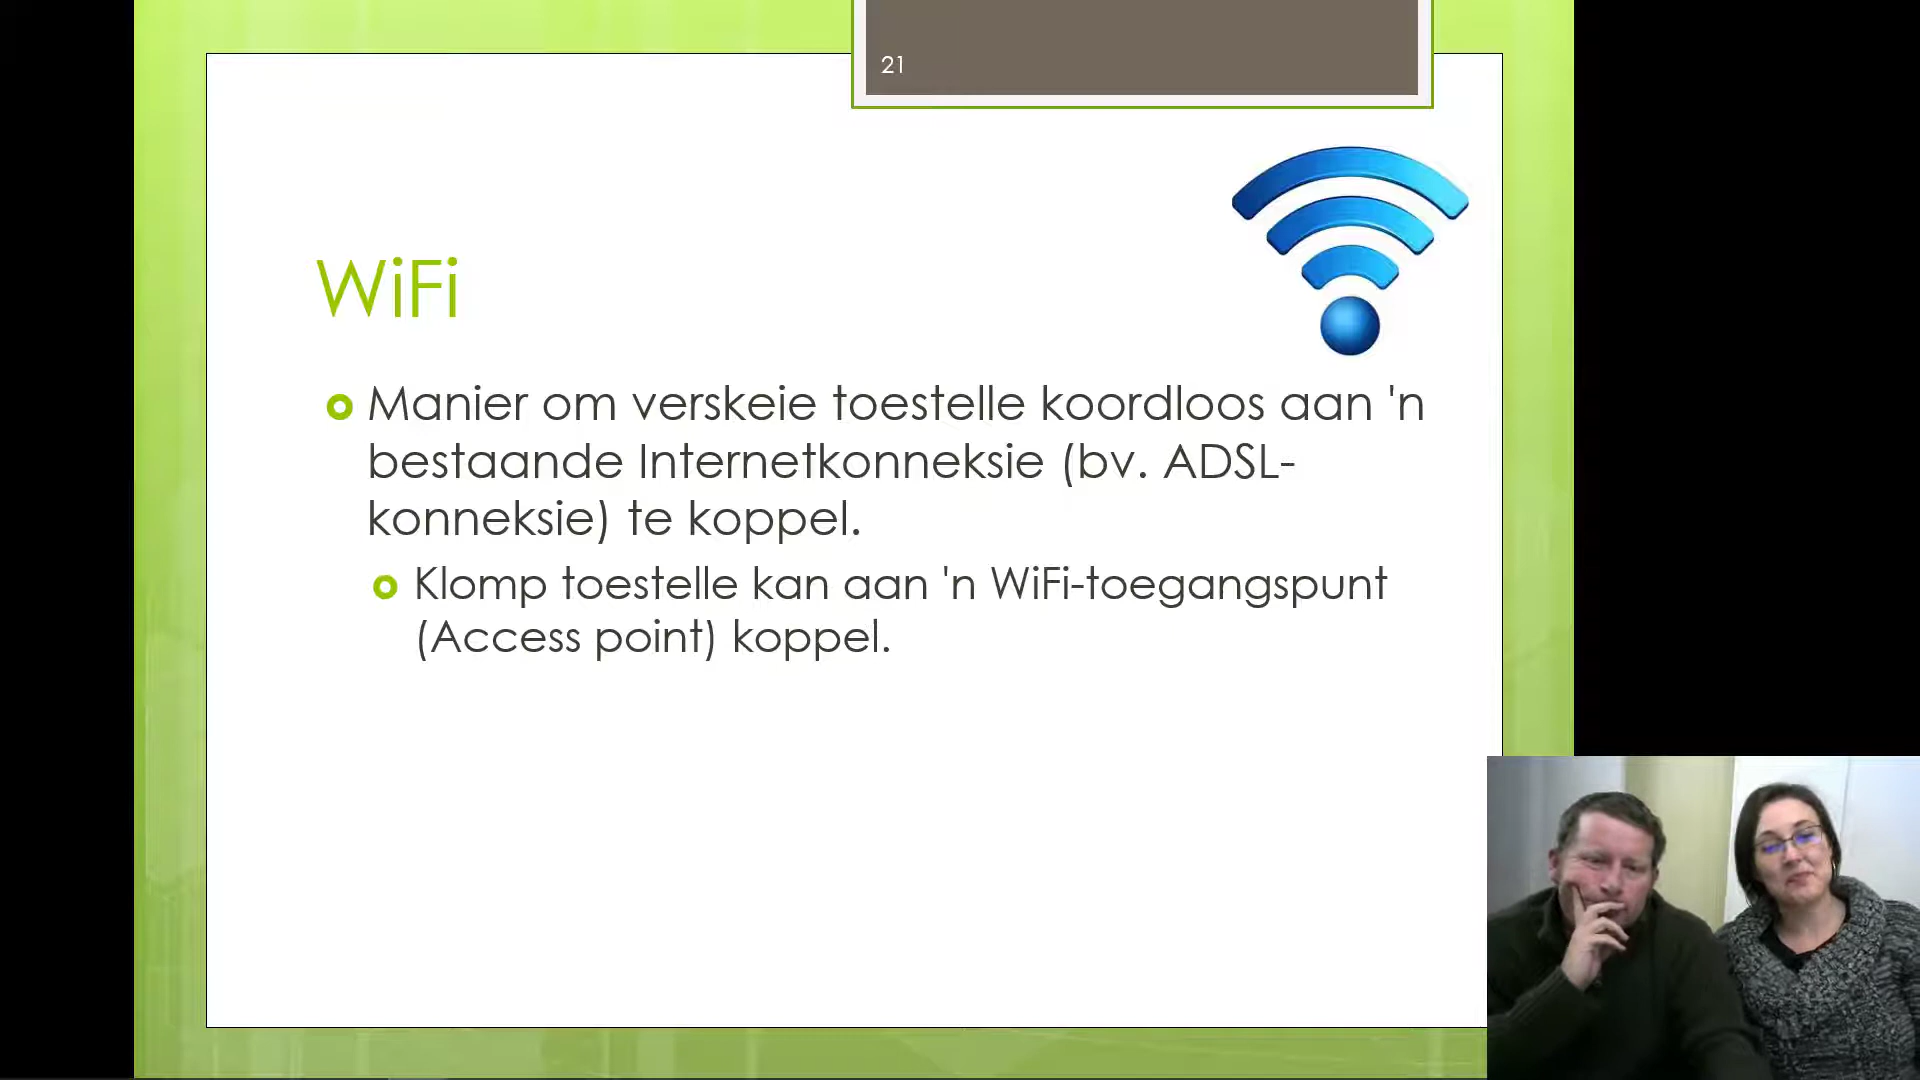 21
WiFi
Manier om verskeie toestelle koordloos aan 'n
bestaande Internetkonneksie (bv. ADSL-
konneksie) te koppel.
Klomp toestelle kan aan 'n WiFi-toegangspunt
(Access point) koppel.